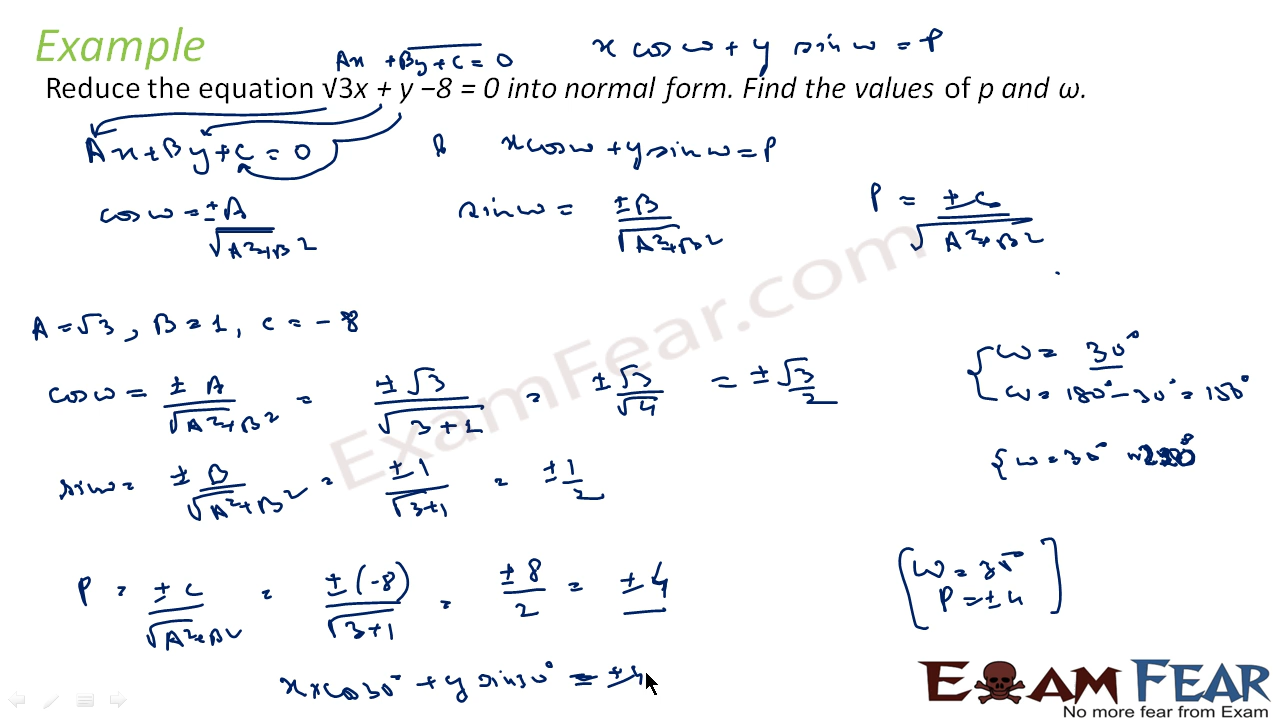 Example
Ax + By + C = 0
x cos ω + y sin ω = P
Reduce the equation √3x + y −8 = 0 into normal form. Find the values of p and ω.
Ax + By + C = 0
x cos ω + y sin ω = P
cos ω = ±A / √A²+B²
sin ω = ±B / √A²+B²
P = ±C / √A²+B²
A = √3, B = 1, C = −8
cos ω = ±A / √A²+B² = ±√3 / √3+1 = ±√3 / √4 = ±√3 / 2
ω = 30°
ω = 180° − 30° = 150°
sin ω = ±B / √A²+B² = ±1 / √3+1 = ±1 / 2
ω = 30°
P = ±C / √A²+B² = ±(−8) / √3+1 = ±8 / 2 = ±4
ω = 30°
P = ±4
x × cos 30° + y sin 30° = ±4
ExamFear.com
EXAM FEAR
No more fear from Exam